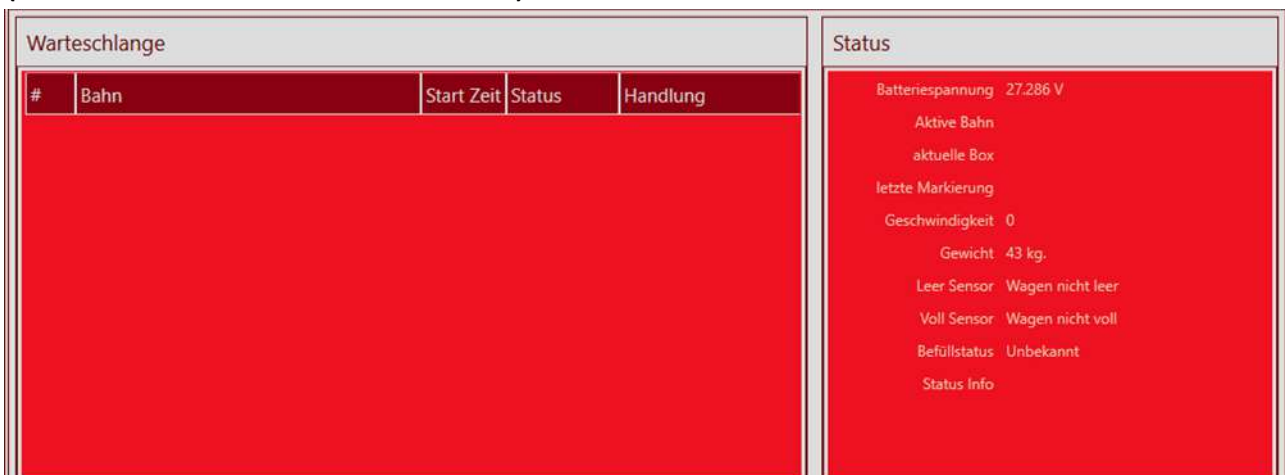 Warteschlange
# Bahn Start Zeit Status Handlung
Status
Batteriespannung 27.286 V
Aktive Bahn
aktuelle Box
letzte Markierung
Geschwindigkeit 0
Gewicht 43 kg.
Leer Sensor Wagen nicht leer
Voll Sensor Wagen nicht voll
Befüllstatus Unbekannt
Status Info